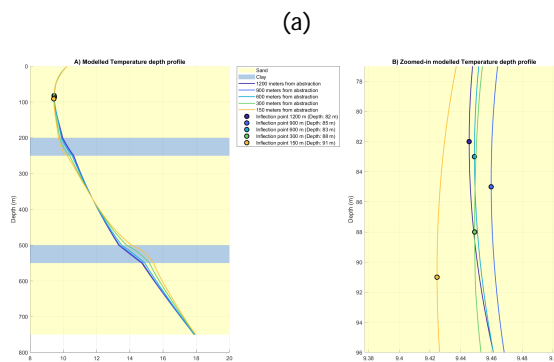 (a)
A) Modelled Temperature depth profile
0
100
200
300
400
500
600
700
800
Depth (m)
8
10
12
14
16
18
20
Sand
Clay
1200 meters from abstraction
900 meters from abstraction
600 meters from abstraction
300 meters from abstraction
150 meters from abstraction
Inflection point 1200 m (Depth: 82 m)
Inflection point 900 m (Depth: 85 m)
Inflection point 600 m (Depth: 83 m)
Inflection point 300 m (Depth: 88 m)
Inflection point 150 m (Depth: 91 m)
B) Zoomed-in modelled Temperature depth profile
78
80
82
84
86
88
90
92
94
96
Depth (m)
9.38
9.4
9.42
9.44
9.46
9.48
9.5